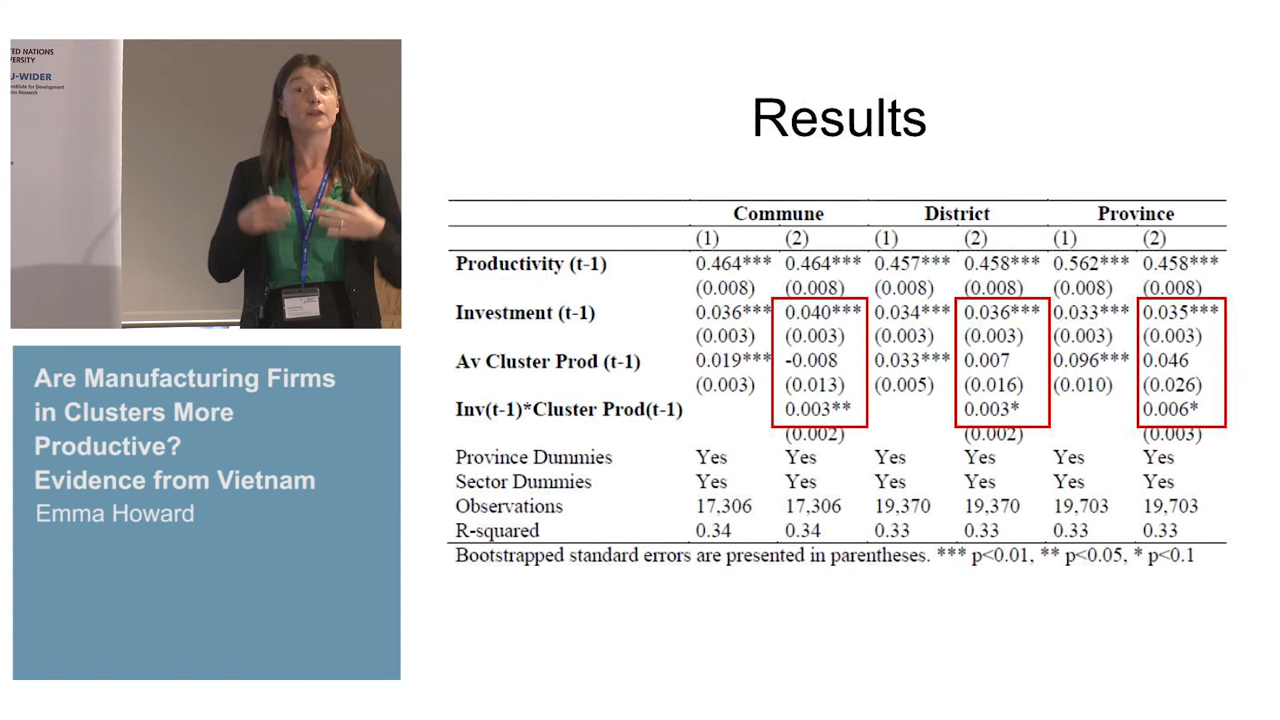 TED NATIONS
VERSITY
U-WIDER
Institute for Development
Results
Commune District Province
(1) (2) (1) (2) (1) (2)
Productivity (t-1) 0.464*** 0.464*** 0.457*** 0.458*** 0.562*** 0.458***
(0.008) (0.008) (0.008) (0.008) (0.008) (0.008)
Investment (t-1) 0.036*** 0.040*** 0.034*** 0.036*** 0.033*** 0.035***
(0.003) (0.003) (0.003) (0.003) (0.003) (0.003)
Av Cluster Prod (t-1) 0.019*** -0.008 0.033*** 0.007 0.096*** 0.046
(0.003) (0.013) (0.005) (0.016) (0.010) (0.026)
Inv(t-1)*Cluster Prod(t-1) 0.003** 0.003* 0.006*
(0.002) (0.002) (0.003)
Province Dummies Yes Yes Yes Yes Yes Yes
Sector Dummies Yes Yes Yes Yes Yes Yes
Observations 17,306 17,306 19,370 19,370 19,703 19,703
R-squared 0.34 0.34 0.33 0.33 0.33 0.33
Bootstrapped standard errors are presented in parentheses. *** p<0.01, ** p<0.05, * p<0.1
Are Manufacturing Firms
in Clusters More
Productive?
Evidence from Vietnam
Emma Howard